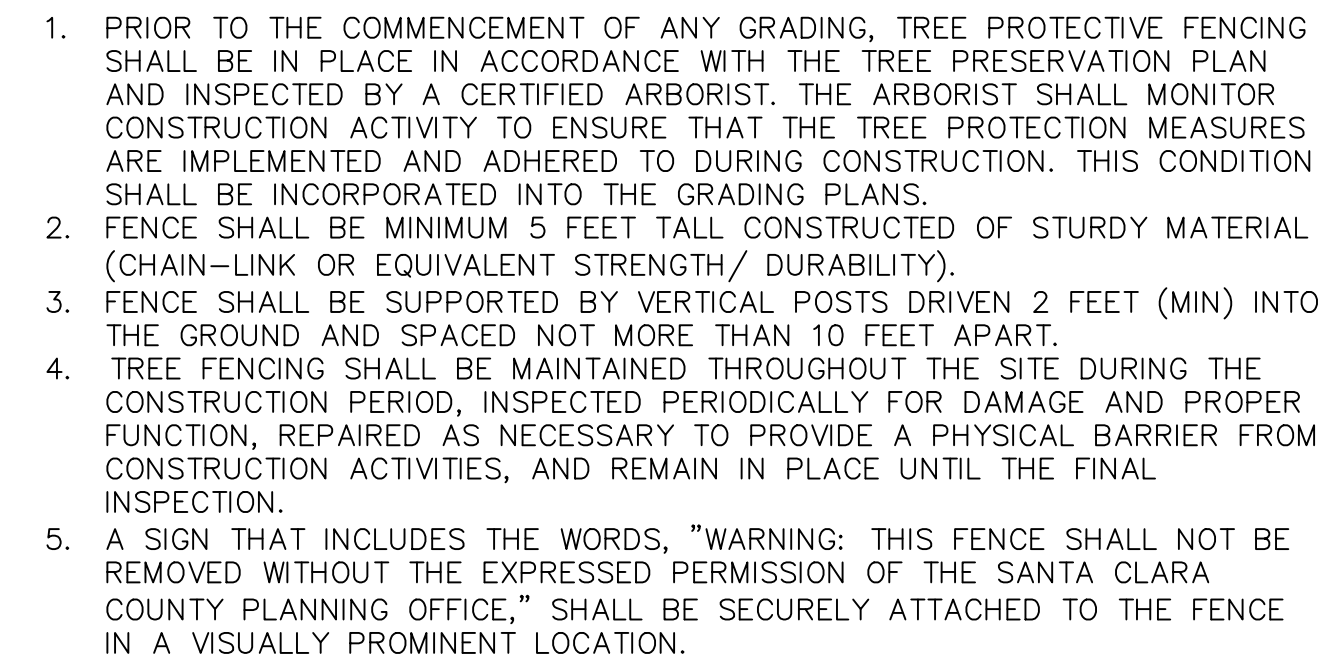 1. PRIOR TO THE COMMENCEMENT OF ANY GRADING, TREE PROTECTIVE FENCING
SHALL BE IN PLACE IN ACCORDANCE WITH THE TREE PRESERVATION PLAN
AND INSPECTED BY A CERTIFIED ARBORIST. THE ARBORIST SHALL MONITOR
CONSTRUCTION ACTIVITY TO ENSURE THAT THE TREE PROTECTION MEASURES
ARE IMPLEMENTED AND ADHERED TO DURING CONSTRUCTION. THIS CONDITION
SHALL BE INCORPORATED INTO THE GRADING PLANS.
2. FENCE SHALL BE MINIMUM 5 FEET TALL CONSTRUCTED OF STURDY MATERIAL
(CHAIN-LINK OR EQUIVALENT STRENGTH/ DURABILITY).
3. FENCE SHALL BE SUPPORTED BY VERTICAL POSTS DRIVEN 2 FEET (MIN) INTO
THE GROUND AND SPACED NOT MORE THAN 10 FEET APART.
4. TREE FENCING SHALL BE MAINTAINED THROUGHOUT THE SITE DURING THE
CONSTRUCTION PERIOD, INSPECTED PERIODICALLY FOR DAMAGE AND PROPER
FUNCTION, REPAIRED AS NECESSARY TO PROVIDE A PHYSICAL BARRIER FROM
CONSTRUCTION ACTIVITIES, AND REMAIN IN PLACE UNTIL THE FINAL
INSPECTION.
5. A SIGN THAT INCLUDES THE WORDS, "WARNING: THIS FENCE SHALL NOT BE
REMOVED WITHOUT THE EXPRESSED PERMISSION OF THE SANTA CLARA
COUNTY PLANNING OFFICE," SHALL BE SECURELY ATTACHED TO THE FENCE
IN A VISUALLY PROMINENT LOCATION.